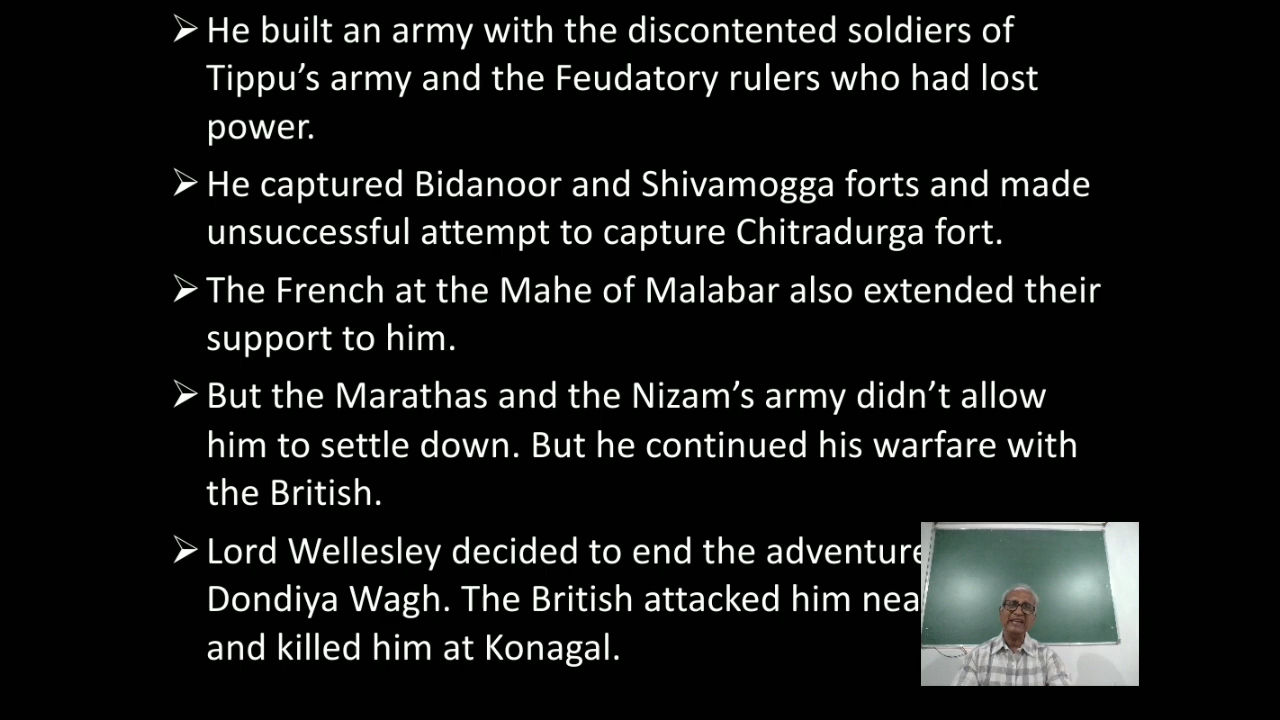 ➢ He built an army with the discontented soldiers of
Tippu’s army and the Feudatory rulers who had lost
power.
➢ He captured Bidanoor and Shivamogga forts and made
unsuccessful attempt to capture Chitradurga fort.
➢ The French at the Mahe of Malabar also extended their
support to him.
➢ But the Marathas and the Nizam’s army didn’t allow
him to settle down. But he continued his warfare with
the British.
➢ Lord Wellesley decided to end the adventure
Dondiya Wagh. The British attacked him nea
and killed him at Konagal.